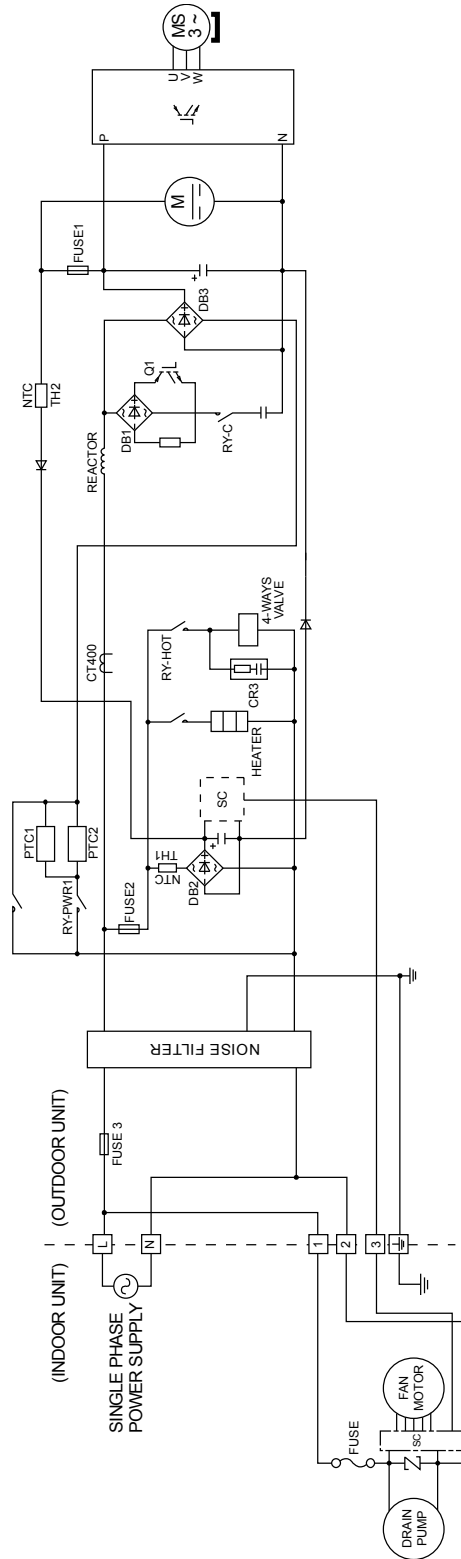 (INDOOR UNIT)
(OUTDOOR UNIT)
SINGLE PHASE
POWER SUPPLY
L
N
1
2
3
FUSE
DRAIN
PUMP
SC
FAN
MOTOR
FUSE 3
NOISE FILTER
RY-PWR1
PTC1
PTC2
FUSE2
NTC
TH1
DB2
+
SC
HEATER
CR3
RY-HOT
4-WAYS
VALVE
CT400
REACTOR
NTC
TH2
DB1
Q1
RY-C
DB3
FUSE1
+
M
P
N
U
V
W
MS
3 ~